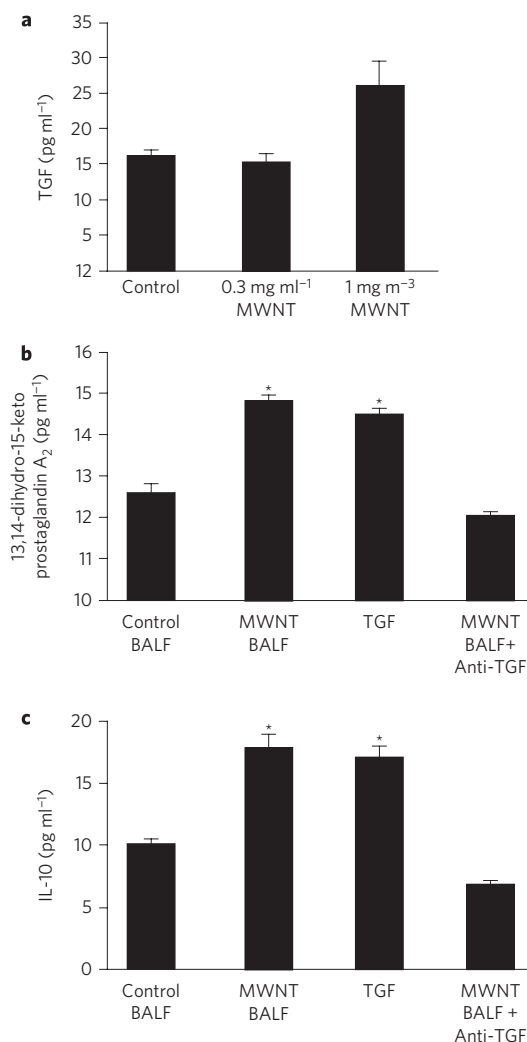 a
35
30
25
20
15
10
5
12
TGF (pg ml⁻¹)
Control
0.3 mg ml⁻¹
MWNT
1 mg m⁻³
MWNT
b
16
15
14
13
12
11
10
13,14-dihydro-15-keto
prostaglandin A₂ (pg ml⁻¹)
*
*
Control
BALF
MWNT
BALF
TGF
MWNT
BALF+
Anti-TGF
c
20
15
10
5
0
IL-10 (pg ml⁻¹)
*
*
Control
BALF
MWNT
BALF
TGF
MWNT
BALF +
Anti-TGF